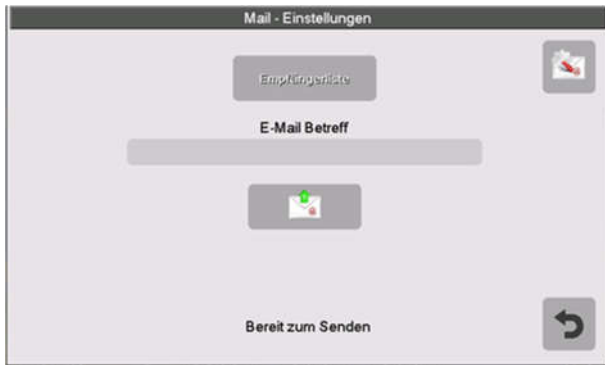 Mail - Einstellungen
Empfängerliste
E-Mail Betreff
Bereit zum Senden